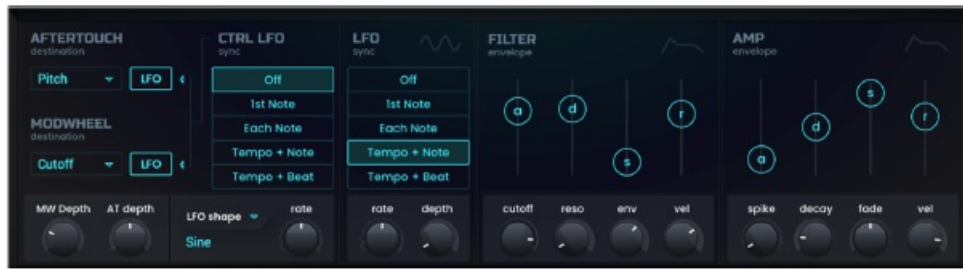 AFTERTOUCH
destination
Pitch
LFO
MODWHEEL
destination
Cutoff
LFO
MW Depth
AT depth
CTRL LFO
sync
Off
1st Note
Each Note
Tempo + Note
Tempo + Beat
LFO shape
Sine
rate
LFO
sync
Off
1st Note
Each Note
Tempo + Note
Tempo + Beat
rate
depth
FILTER
envelope
a
d
s
r
cutoff
reso
env
vel
AMP
envelope
a
d
s
r
spike
decay
fade
vel